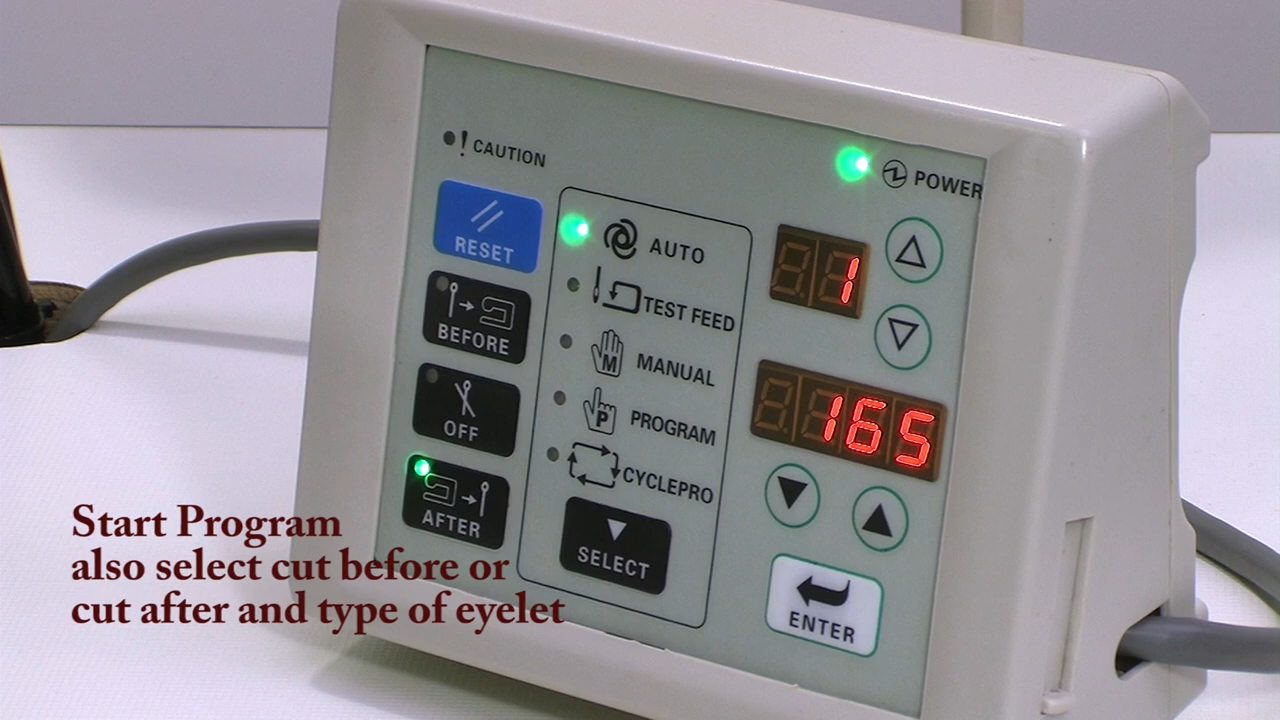 ! CAUTION
POWER
RESET
AUTO
1
BEFORE
TEST FEED
M
MANUAL
165
OFF
P
PROGRAM
AFTER
CYCLEPRO
SELECT
ENTER
Start Program
also select cut before or
cut after and type of eyelet